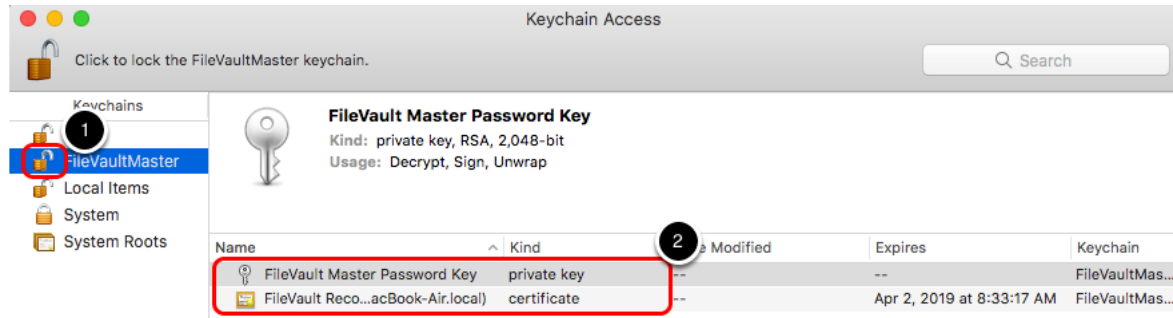 Keychain Access
Click to lock the FileVaultMaster keychain.
Search
Keychains
1
FileVaultMaster
Local Items
System
System Roots
FileVault Master Password Key
Kind: private key, RSA, 2,048-bit
Usage: Decrypt, Sign, Unwrap
2
Name Kind Modified Expires Keychain
FileVault Master Password Key private key -- -- FileVaultMas...
FileVault Reco...acBook-Air.local) certificate -- Apr 2, 2019 at 8:33:17 AM FileVaultMas...